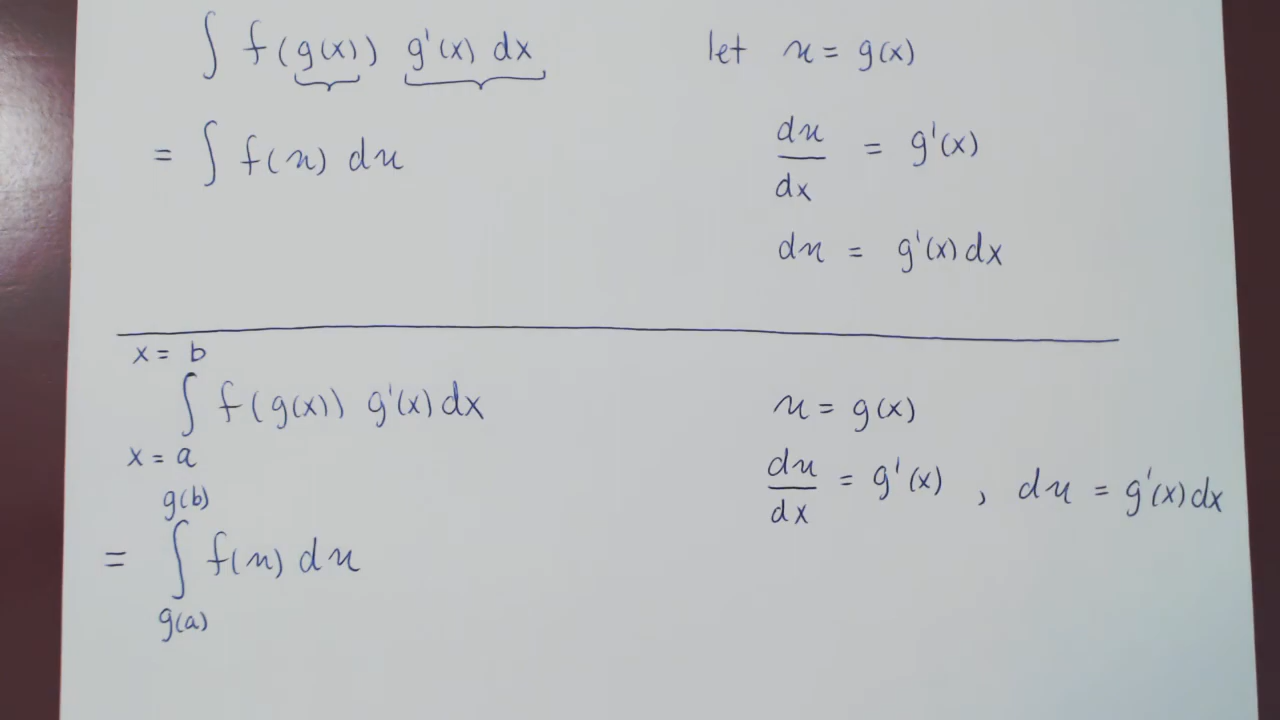 ∫ f(g(x)) g'(x) dx let u = g(x)
= ∫ f(u) du du/dx = g'(x)
du = g'(x) dx
x = b
∫ f(g(x)) g'(x) dx u = g(x)
x = a du/dx = g'(x) , du = g'(x) dx
g(b)
= ∫ f(u) du
g(a)